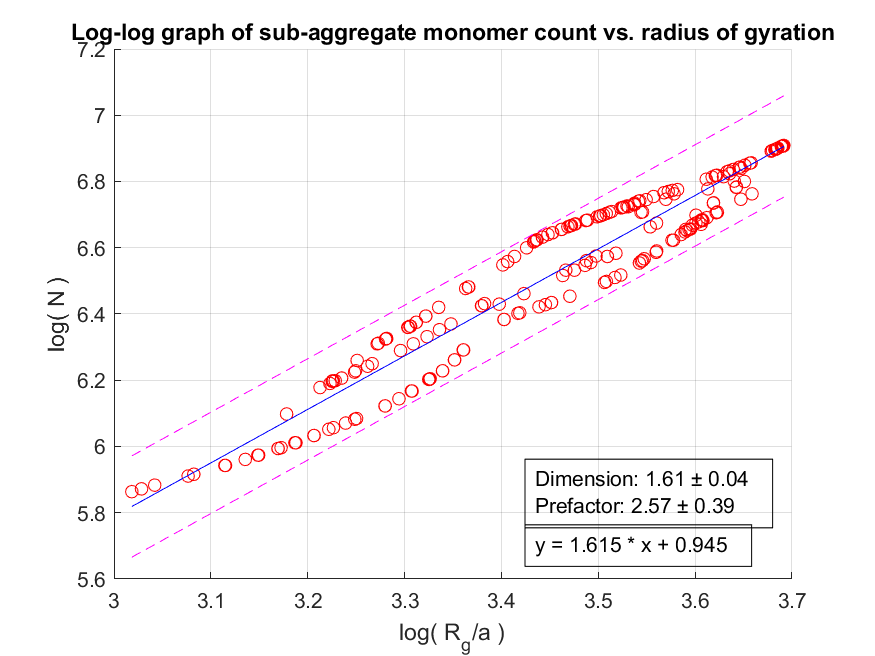 Log-log graph of sub-aggregate monomer count vs. radius of gyration
7.2
7
6.8
6.6
6.4
6.2
6
5.8
5.6
log( N )
Dimension: 1.61 ± 0.04
Prefactor: 2.57 ± 0.39
y = 1.615 * x + 0.945
3 3.1 3.2 3.3 3.4 3.5 3.6 3.7
log( R_g/a )